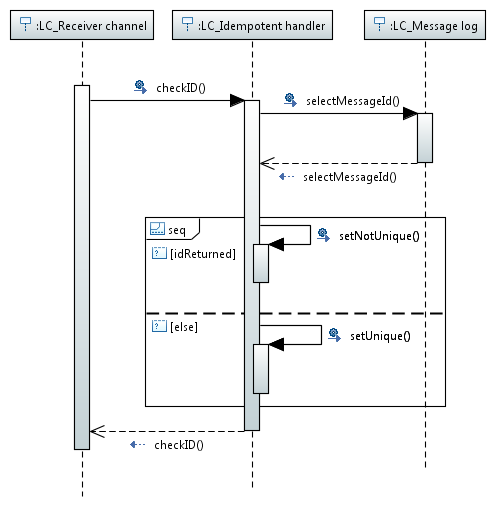 :LC_Receiver channel
:LC_Idempotent handler
:LC_Message log
checkID()
selectMessageId()
selectMessageId()
seq
setNotUnique()
[idReturned]
[else]
setUnique()
checkID()